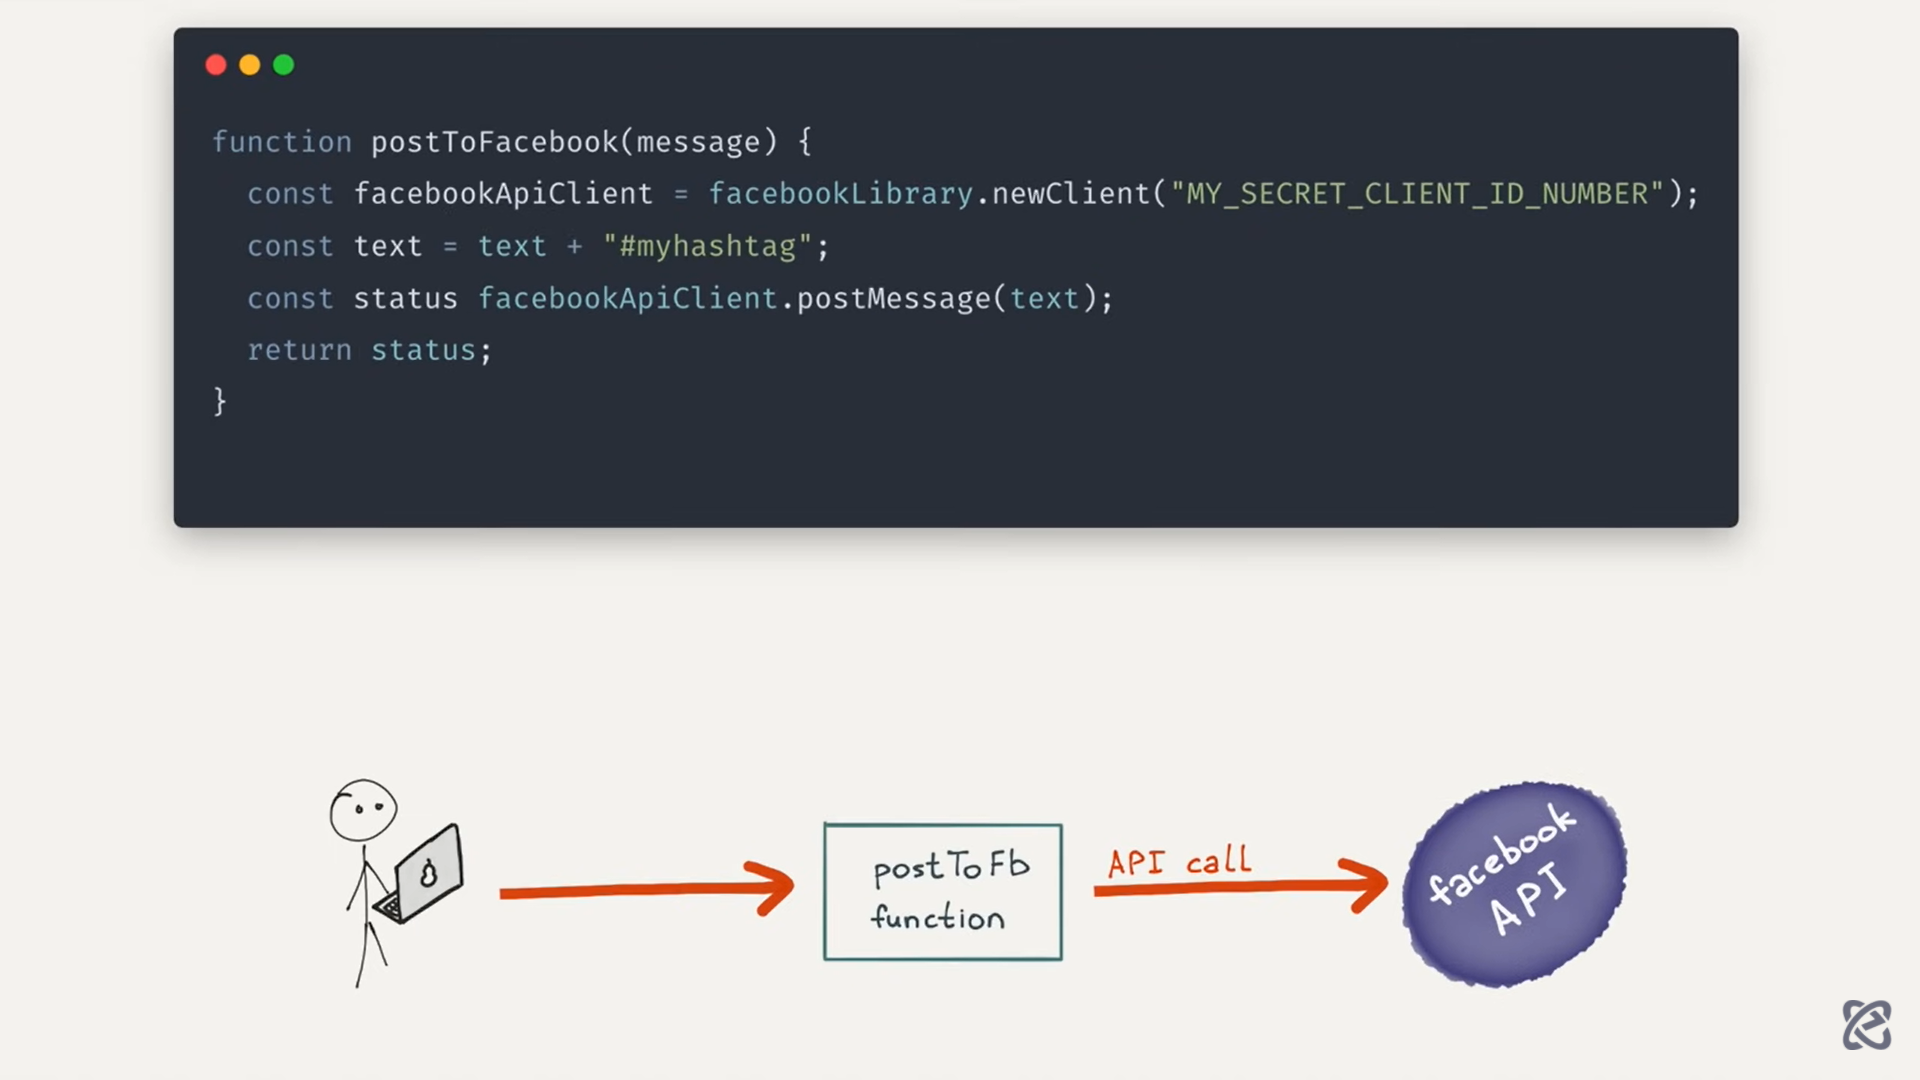 function postToFacebook(message) {
const facebookApiClient = facebookLibrary.newClient("MY_SECRET_CLIENT_ID_NUMBER");
const text = text + "#myhashtag";
const status facebookApiClient.postMessage(text);
return status;
}
postToFb
function
API call
facebook
API